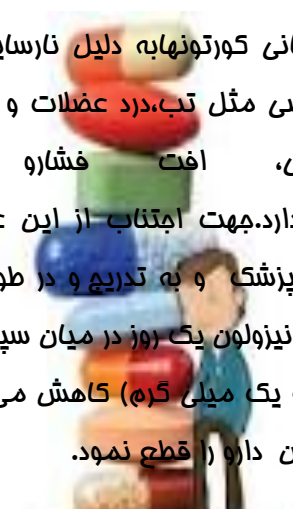 انی کورتونهابه دلیل نارسای
سی مثل تب،درد عضلات و
ی، افت فشارو
دارد.جهت اجتناب از این ع
پزشک و به تدریج و در طو
نیزولون یک روز در میان سپ
یک میلی گرم) کاهش می
ن دارو را قطع نمود.